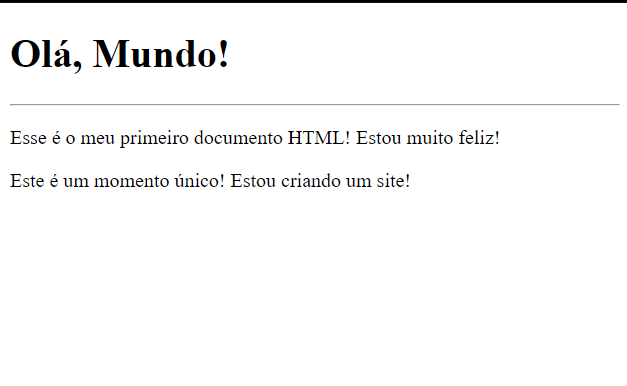 Olá, Mundo!
Esse é o meu primeiro documento HTML! Estou muito feliz!
Este é um momento único! Estou criando um site!